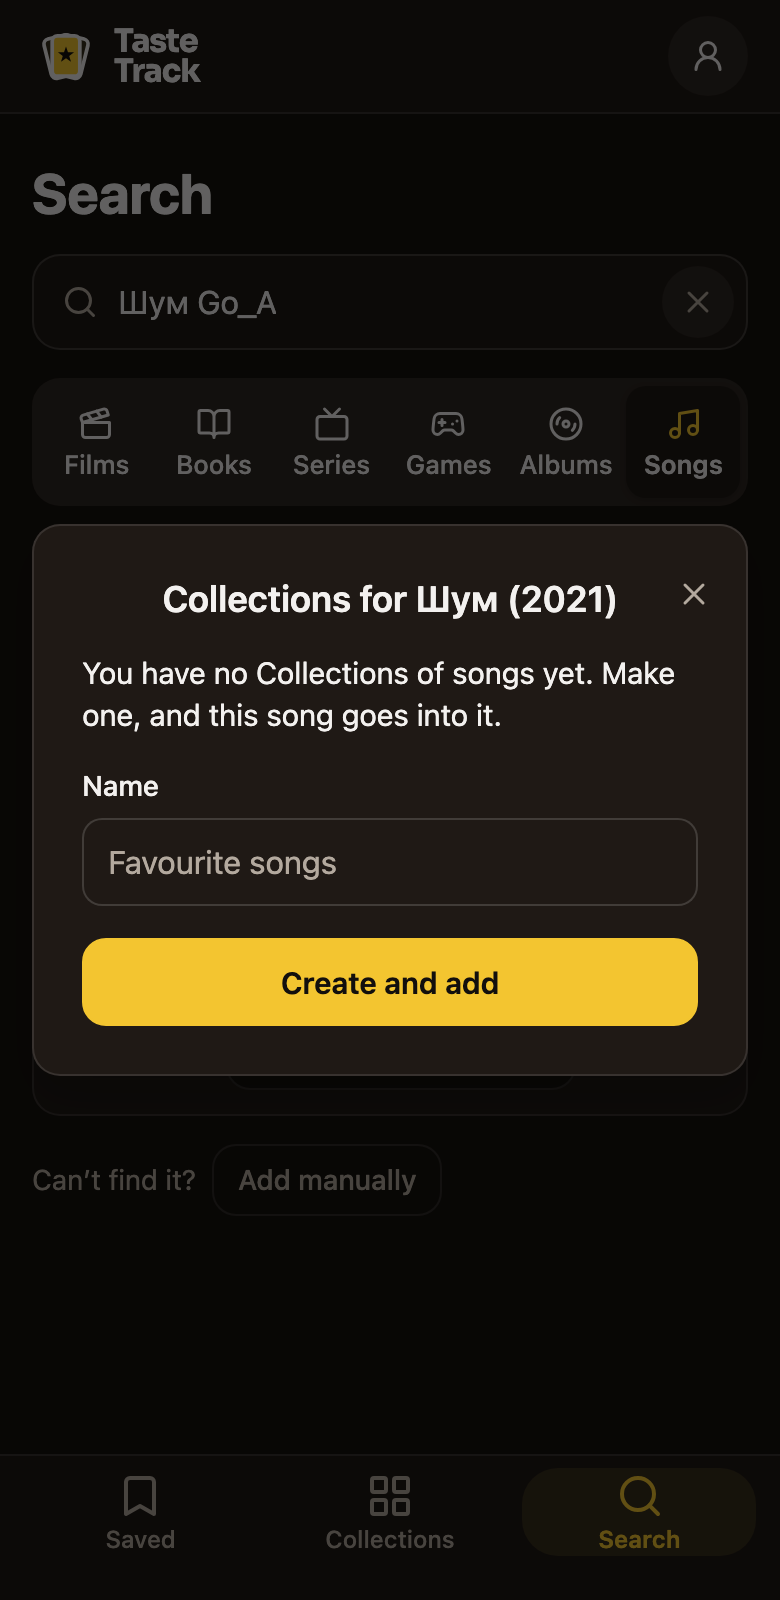 Taste
Track
Search
Шум Go_A
Films
Books
Series
Games
Albums
Songs
Collections for Шум (2021)
You have no Collections of songs yet. Make
one, and this song goes into it.
Name
Favourite songs
Create and add
Can’t find it?
Add manually
Saved
Collections
Search